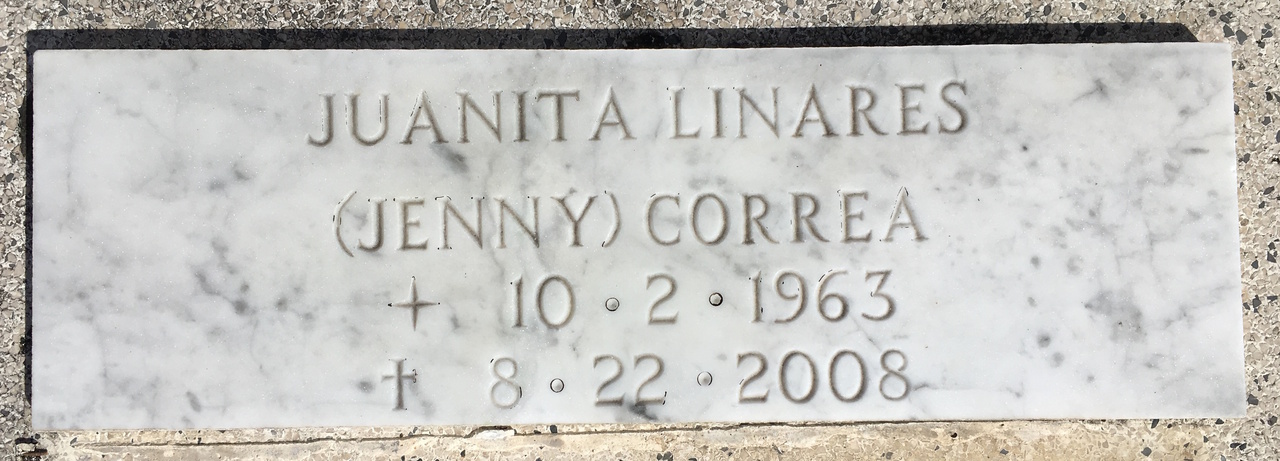 JUANITA LINARES
(JENNY) CORREA
+ 10 • 2 • 1963
† 8 • 22 • 2008